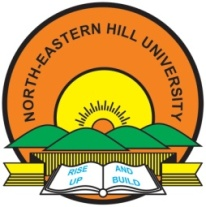 NORTH-EASTERN HILL UNIVERSITY
RISE AND
UP BUILD